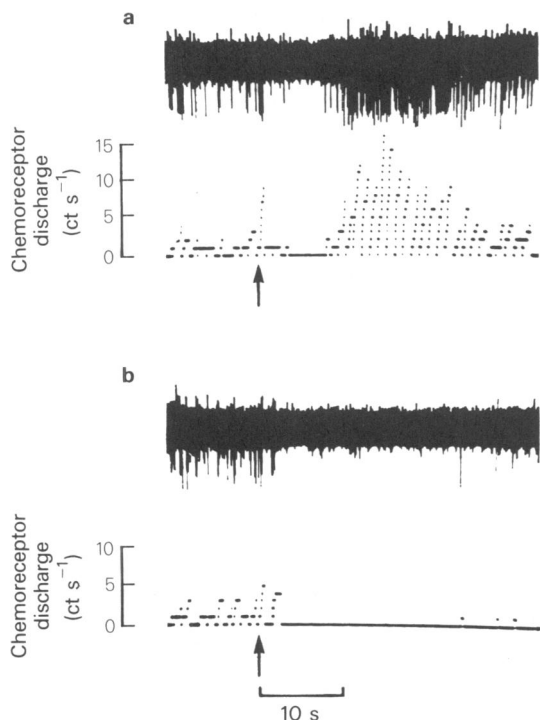 a
15
10
5
0
Chemoreceptor
discharge
(ct s⁻¹)
b
10
5
0
Chemoreceptor
discharge
(ct s⁻¹)
10 s